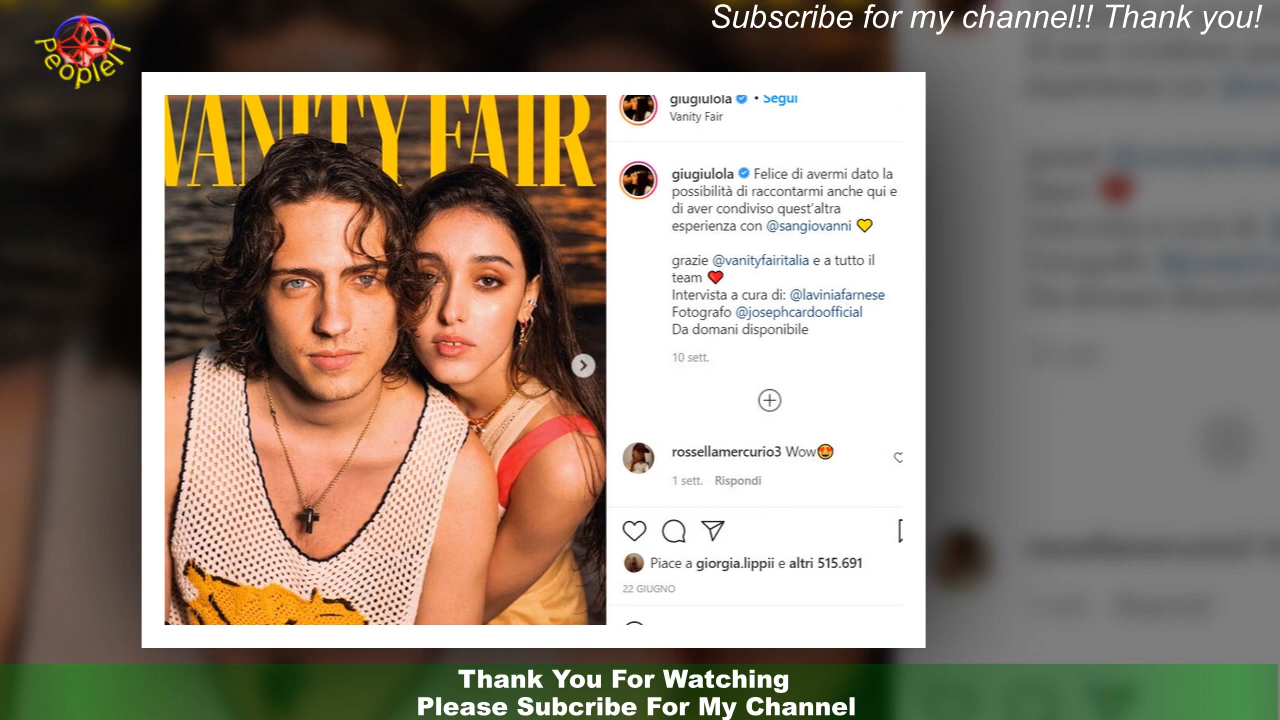 Subscribe for my channel!! Thank you!
PeopleIT
VANITY FAIR
giugiulola • Segui
Vanity Fair
giugiulola Felice di avermi dato la
possibilità di raccontarmi anche qui e
di aver condiviso quest'altra
esperienza con @sangiovanni 💛
grazie @vanityfairitalia e a tutto il
team ❤️
Intervista a cura di: @laviniafarnese
Fotografo @josephcardoofficial
Da domani disponibile
10 sett.
rossellamercurio3 Wow😍
1 sett. Rispondi
Piace a giorgia.lippii e altri 515.691
22 GIUGNO
Thank You For Watching
Please Subcribe For My Channel